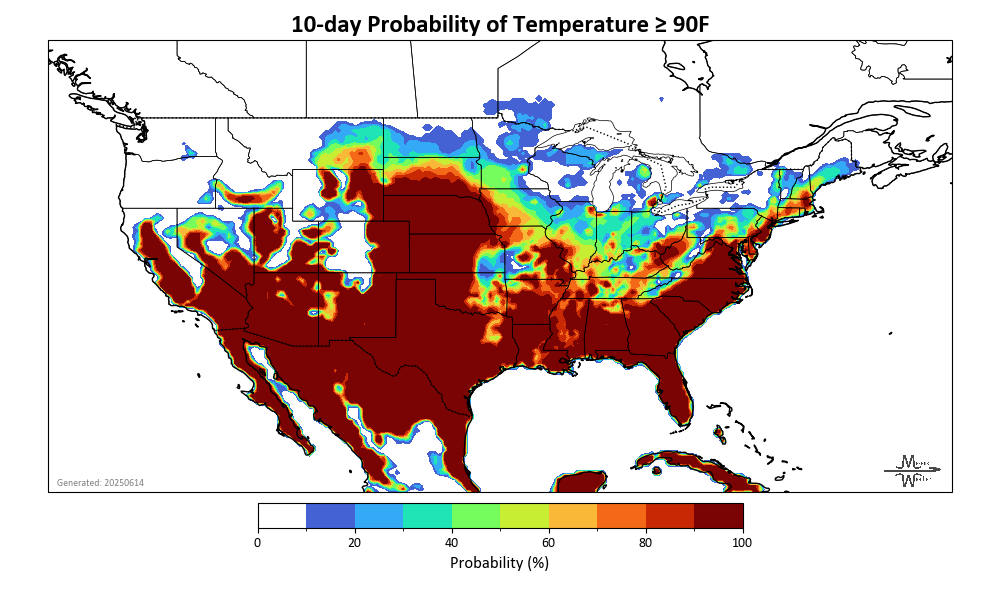 10-day Probability of Temperature ≥ 90F
Generated: 20250614
0 20 40 60 80 100
Probability (%)